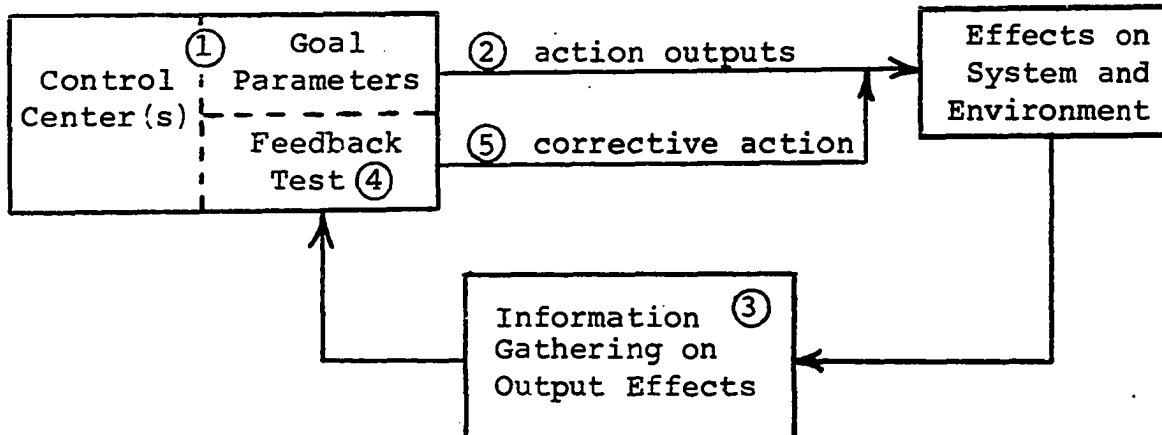 Control
Center(s)
① Goal
Parameters
Feedback
Test ④
② action outputs
⑤ corrective action
Effects on
System and
Environment
Information ③
Gathering on
Output Effects